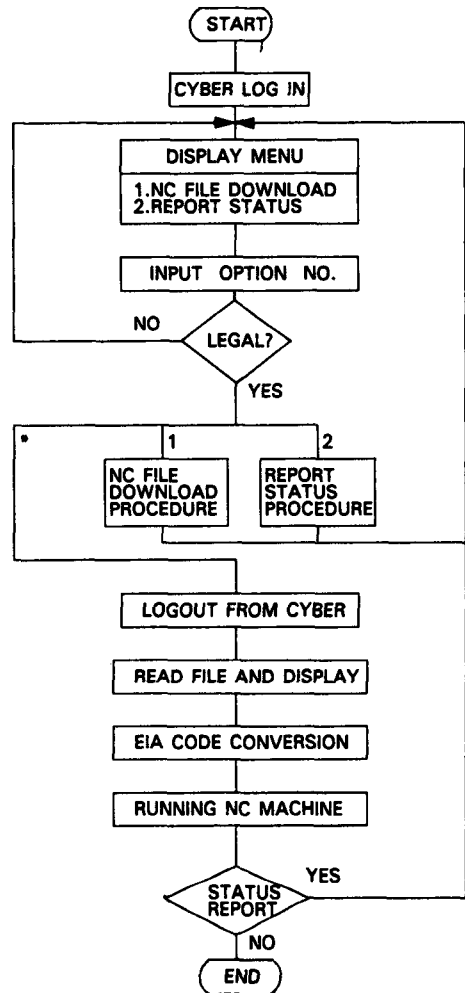 START
CYBER LOG IN
DISPLAY MENU
1.NC FILE DOWNLOAD
2.REPORT STATUS
INPUT OPTION NO.
NO
LEGAL?
YES
*
1
2
NC FILE
DOWNLOAD
PROCEDURE
REPORT
STATUS
PROCEDURE
LOGOUT FROM CYBER
READ FILE AND DISPLAY
EIA CODE CONVERSION
RUNNING NC MACHINE
YES
STATUS
REPORT
NO
END